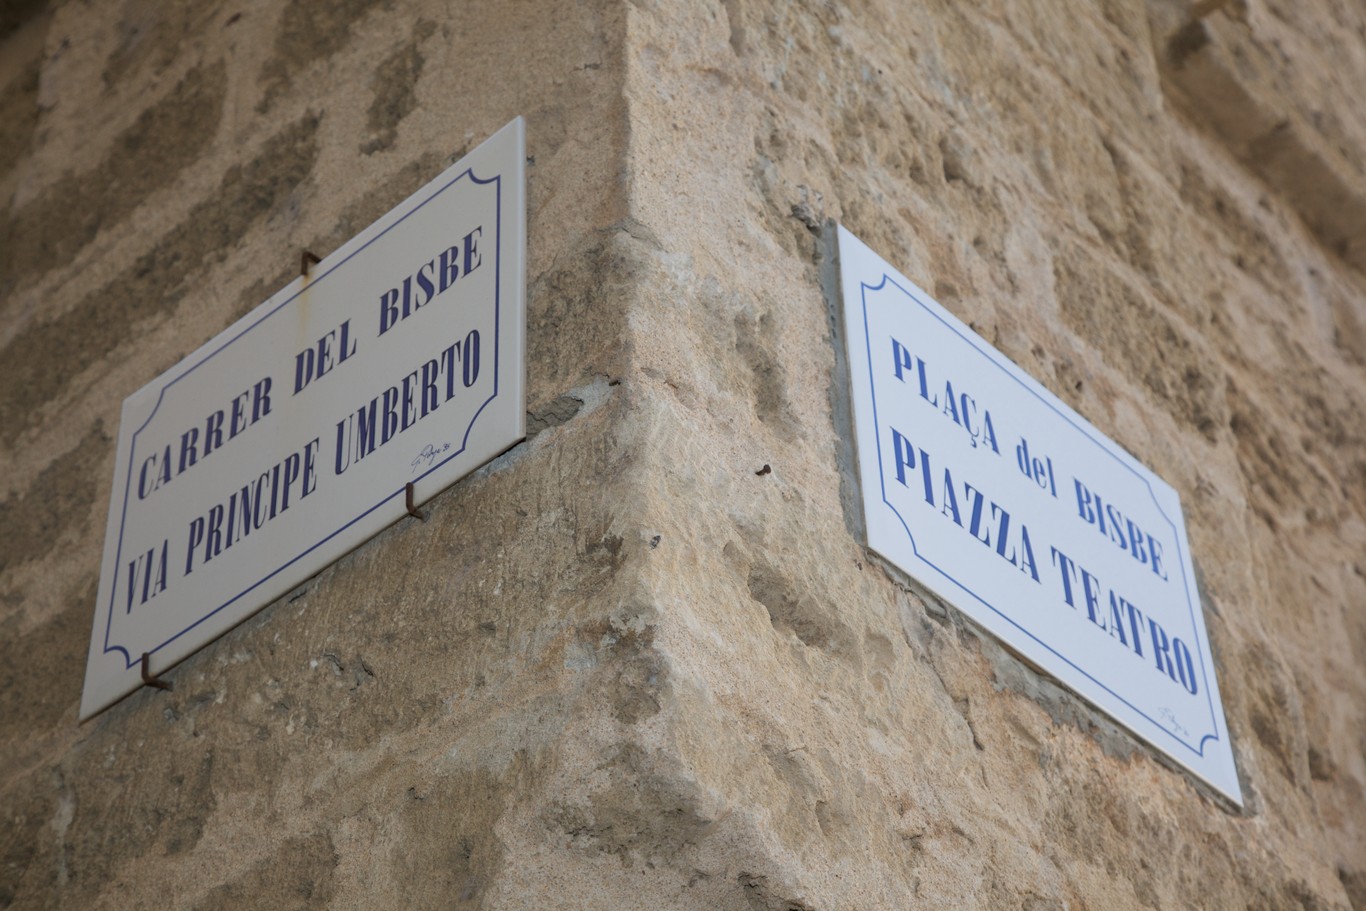 CARRER DEL BISBE
VIA PRINCIPE UMBERTO
PLAÇA del BISBE
PIAZZA TEATRO